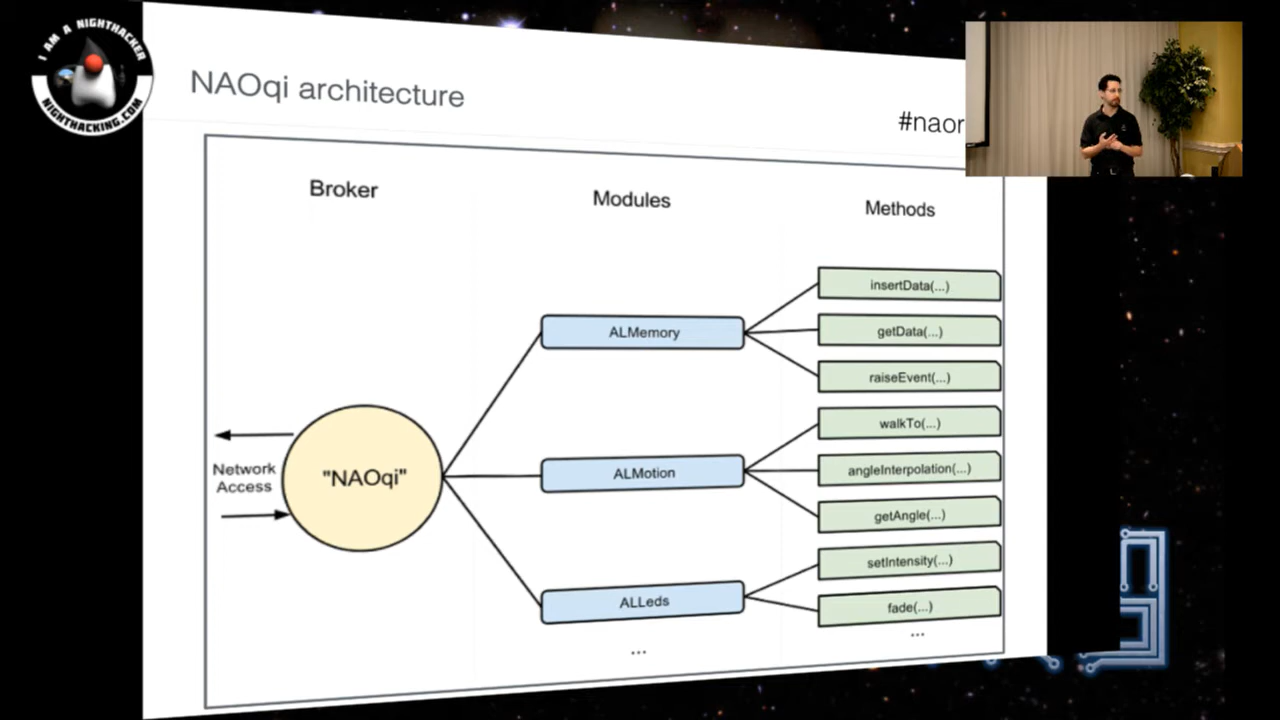 I AM A NIGHTHACKER
NIGHTHACKING.COM
NAOqi architecture
#naor
Broker
Modules
Methods
insertData(...)
ALMemory
getData(...)
raiseEvent(...)
walkTo(...)
Network
Access
"NAOqi"
ALMotion
angleInterpolation(...)
getAngle(...)
setIntensity(...)
ALLeds
fade(...)
...
...